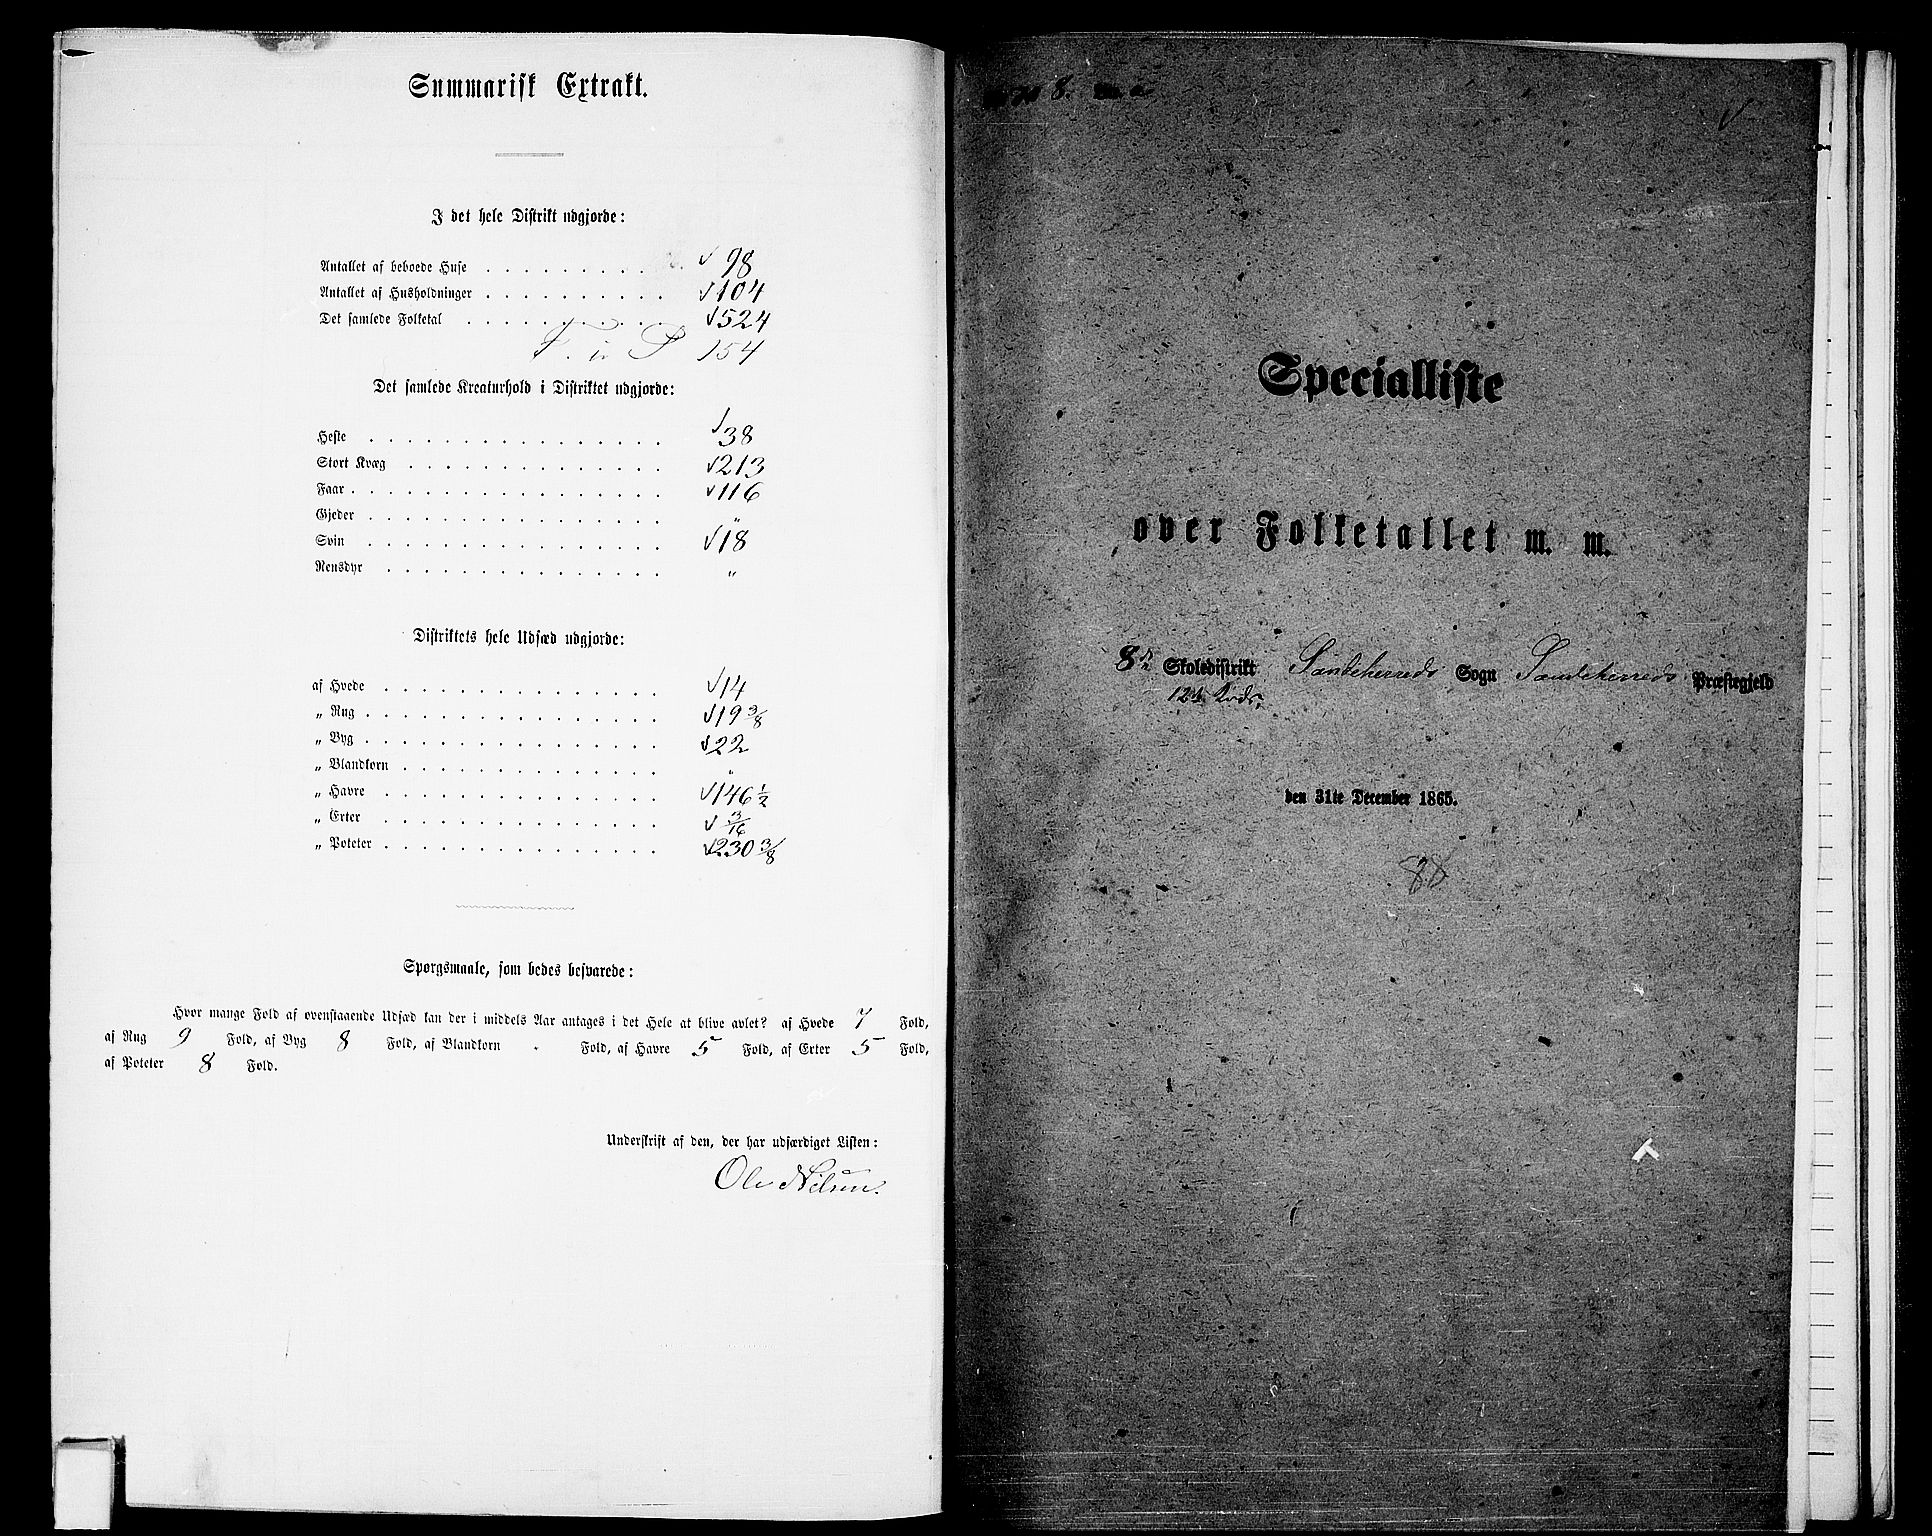 Summarisk Extrakt.
I det hele Distrikt udgjorde:
Antallet af beboede Huse . . . . . . . . . . 98
Antallet af Husholdninger . . . . . . . . . . 104
Det samlede Folketal . . . . . . . . . . 524
154
Det samlede Kreaturhold i Distriktet udgjorde:
Heste . . . . . . . . . . . . . . . . 38
Stort Kvæg . . . . . . . . . . . . . 213
Faar . . . . . . . . . . . . . . . . 116
Gjeder . . . . . . . . . . . . . . . "
Svin . . . . . . . . . . . . . . . . 18
Rensdyr . . . . . . . . . . . . . . "
Distriktets hele Udsæd udgjorde:
af Hvede . . . . . . . . . . . . . . 14
„ Rug . . . . . . . . . . . . . . . 19 3/8
„ Byg . . . . . . . . . . . . . . . 22
„ Blandkorn . . . . . . . . . . . . . "
„ Havre . . . . . . . . . . . . . . 146 1/2
„ Erter . . . . . . . . . . . . . . 3/16
„ Poteter . . . . . . . . . . . . . . 230 3/8
Spørgsmaale, som bedes besvarede:
Hvor mange Fold af ovenstaaende Udsæd kan der i middels Aar antages i det Hele at blive avlet? af Hvede 7 Fold,
af Rug 9 Fold, af Byg 8 Fold, af Blandkorn . Fold, af Havre 5 Fold, af Erter 5 Fold,
af Poteter 8 Fold.
Underskrift af den, der har udfærdiget Listen:
Ole Nilsen.
8.
Specialliste
over Folketallet m. m.
8de Skoledistrikt Sandeherreds Sogn Sandeherreds Præstegjeld
12te Rode,
den 31te December 1865.